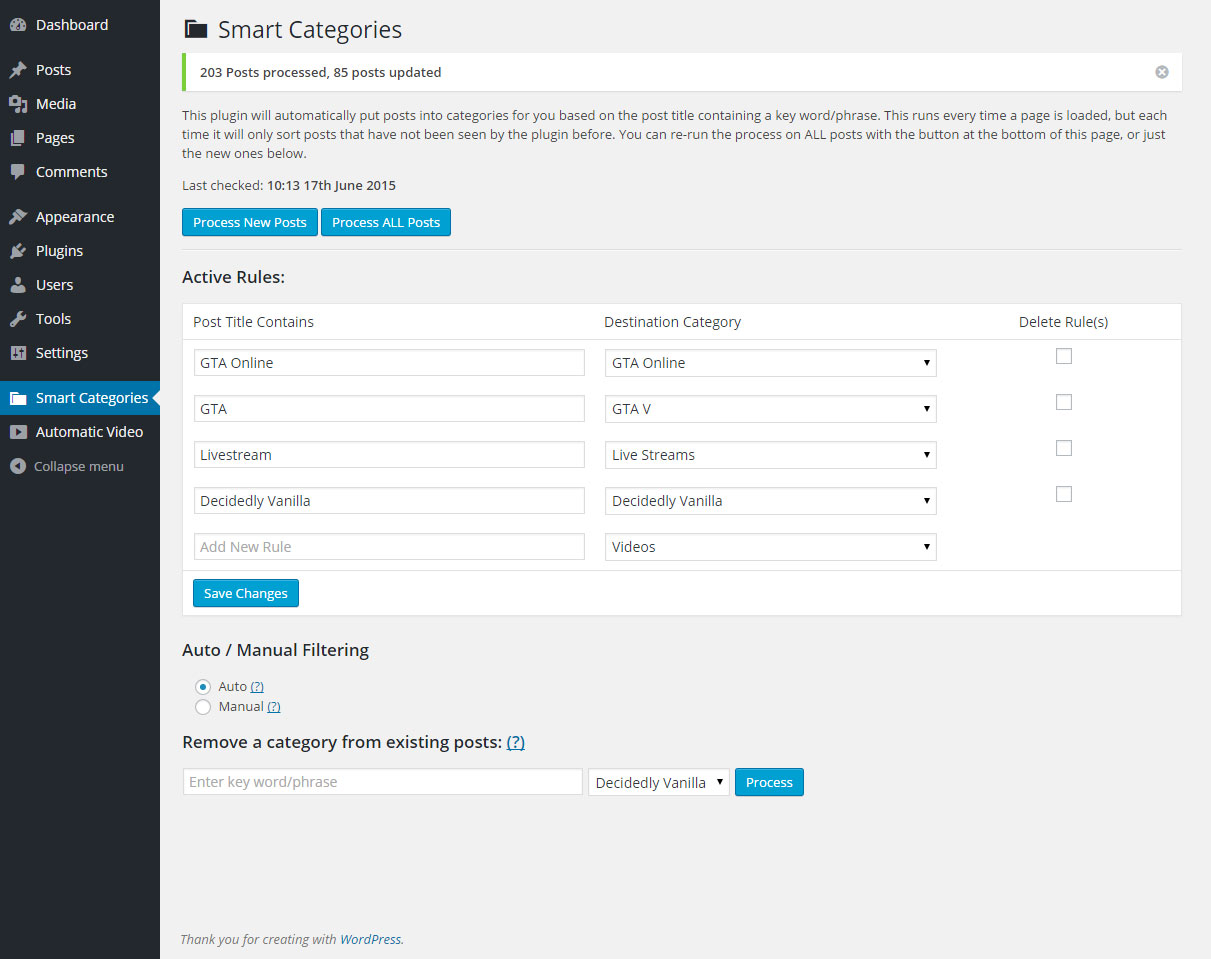 Dashboard
Posts
Media
Pages
Comments
Appearance
Plugins
Users
Tools
Settings
Smart Categories
Automatic Video
Collapse menu
Smart Categories
203 Posts processed, 85 posts updated
This plugin will automatically put posts into categories for you based on the post title containing a key word/phrase. This runs every time a page is loaded, but each
time it will only sort posts that have not been seen by the plugin before. You can re-run the process on ALL posts with the button at the bottom of this page, or just
the new ones below.
Last checked: 10:13 17th June 2015
Process New Posts Process ALL Posts
Active Rules:
Post Title Contains Destination Category Delete Rule(s)
GTA Online GTA Online
GTA GTA V
Livestream Live Streams
Decidedly Vanilla Decidedly Vanilla
Add New Rule Videos
Save Changes
Auto / Manual Filtering
Auto (?)
Manual (?)
Remove a category from existing posts: (?)
Enter key word/phrase Decidedly Vanilla Process
Thank you for creating with WordPress.